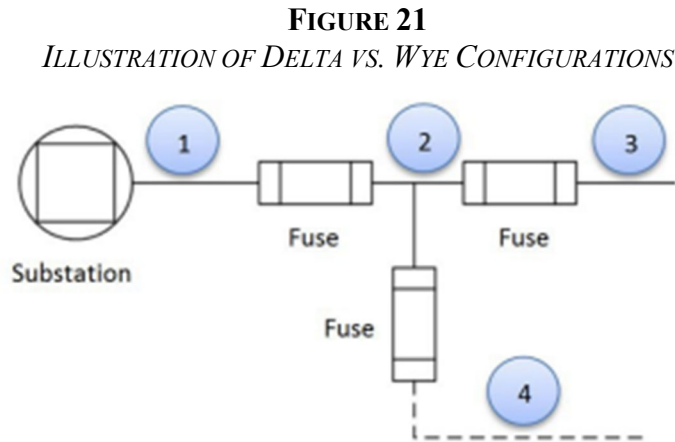 FIGURE 21
ILLUSTRATION OF DELTA VS. WYE CONFIGURATIONS
1
2
3
Fuse
Fuse
Substation
Fuse
4